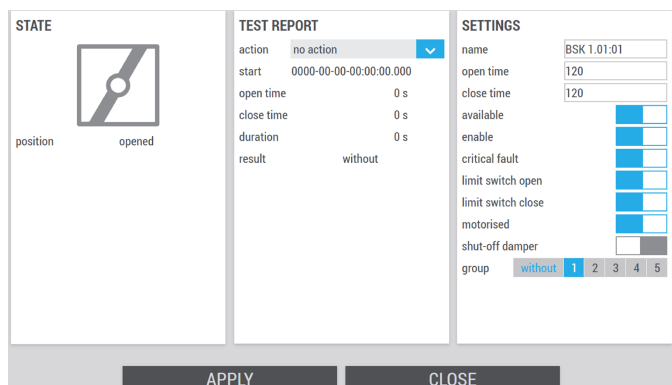 STATE
position opened
TEST REPORT
action no action
start 0000-00-00-00:00:00.000
open time 0 s
close time 0 s
duration 0 s
result without
SETTINGS
name BSK 1.01:01
open time 120
close time 120
available
enable
critical fault
limit switch open
limit switch close
motorised
shut-off damper
group without 1 2 3 4 5
APPLY CLOSE